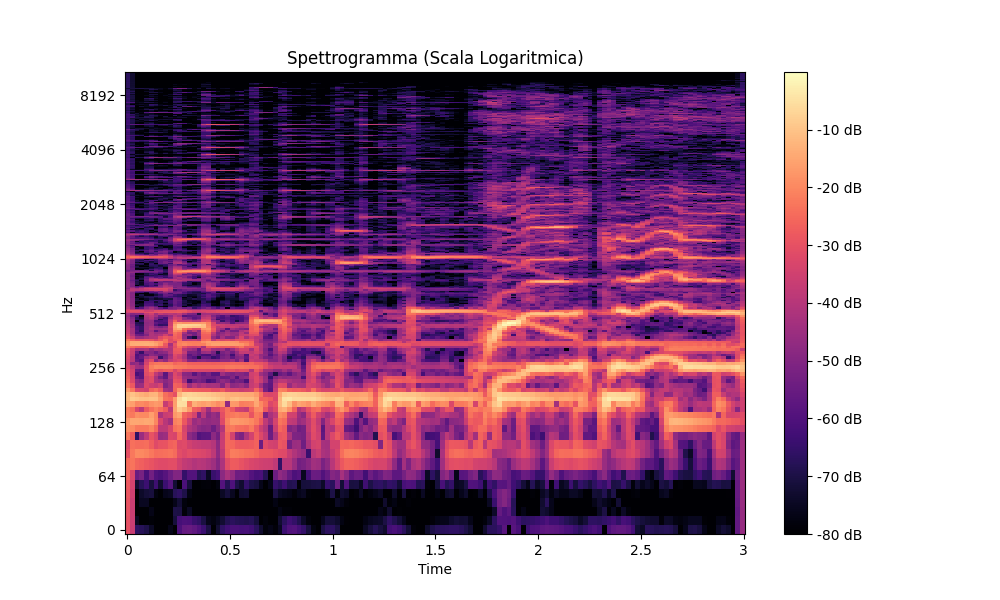 Spettrogramma (Scala Logaritmica)
8192
4096
2048
1024
512
256
128
64
0
Hz
0
0.5
1
1.5
2
2.5
3
Time
-10 dB
-20 dB
-30 dB
-40 dB
-50 dB
-60 dB
-70 dB
-80 dB